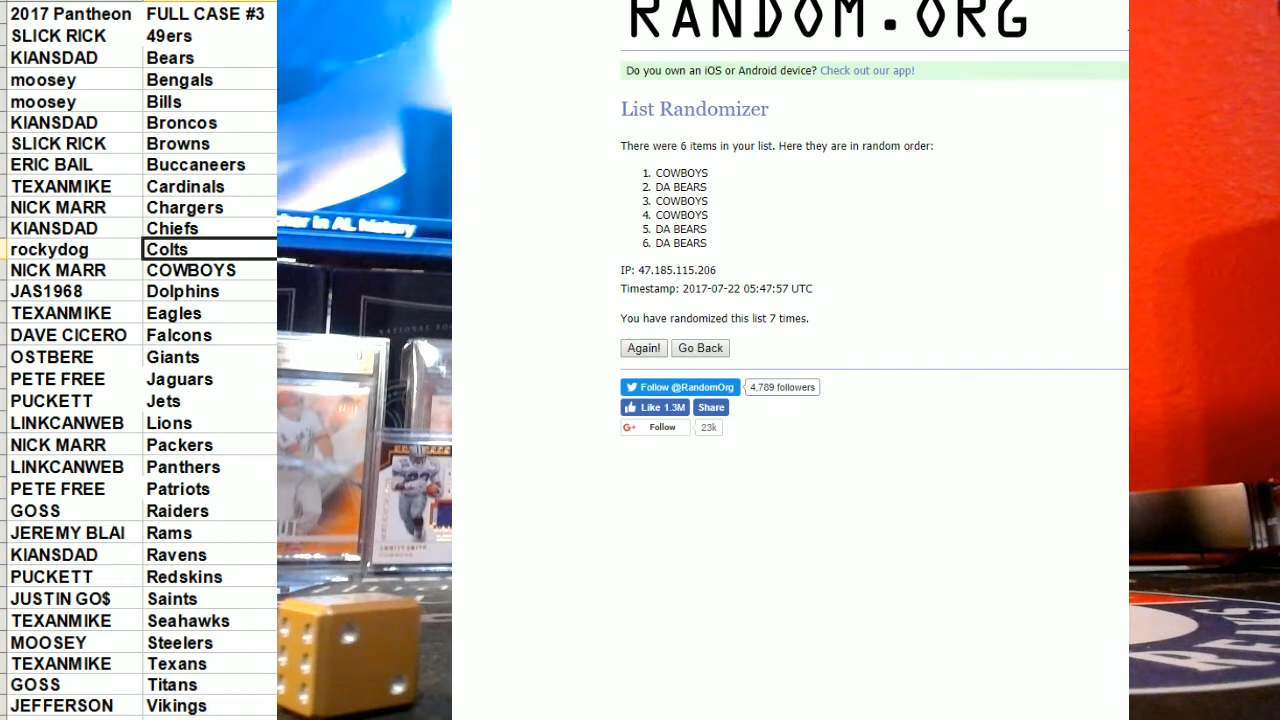 2017 Pantheon FULL CASE #3
SLICK RICK 49ers
KIANSDAD Bears
moosey Bengals
moosey Bills
KIANSDAD Broncos
SLICK RICK Browns
ERIC BAIL Buccaneers
TEXANMIKE Cardinals
NICK MARR Chargers
KIANSDAD Chiefs
rockydog Colts
NICK MARR COWBOYS
JAS1968 Dolphins
TEXANMIKE Eagles
DAVE CICERO Falcons
OSTBERE Giants
PETE FREE Jaguars
PUCKETT Jets
LINKCANWEB Lions
NICK MARR Packers
LINKCANWEB Panthers
PETE FREE Patriots
GOSS Raiders
JEREMY BLAI Rams
KIANSDAD Ravens
PUCKETT Redskins
JUSTIN GO$ Saints
TEXANMIKE Seahawks
MOOSEY Steelers
TEXANMIKE Texans
GOSS Titans
JEFFERSON Vikings
in AL history
NATIONAL
EMMITT SMITH
RANDOM.ORG
Do you own an iOS or Android device? Check out our app!
List Randomizer
There were 6 items in your list. Here they are in random order:
1. COWBOYS
2. DA BEARS
3. COWBOYS
4. COWBOYS
5. DA BEARS
6. DA BEARS
IP: 47.185.115.206
Timestamp: 2017-07-22 05:47:57 UTC
You have randomized this list 7 times.
Again! Go Back
Follow @RandomOrg 4,789 followers
Like 1.3M Share
G+ Follow 23k